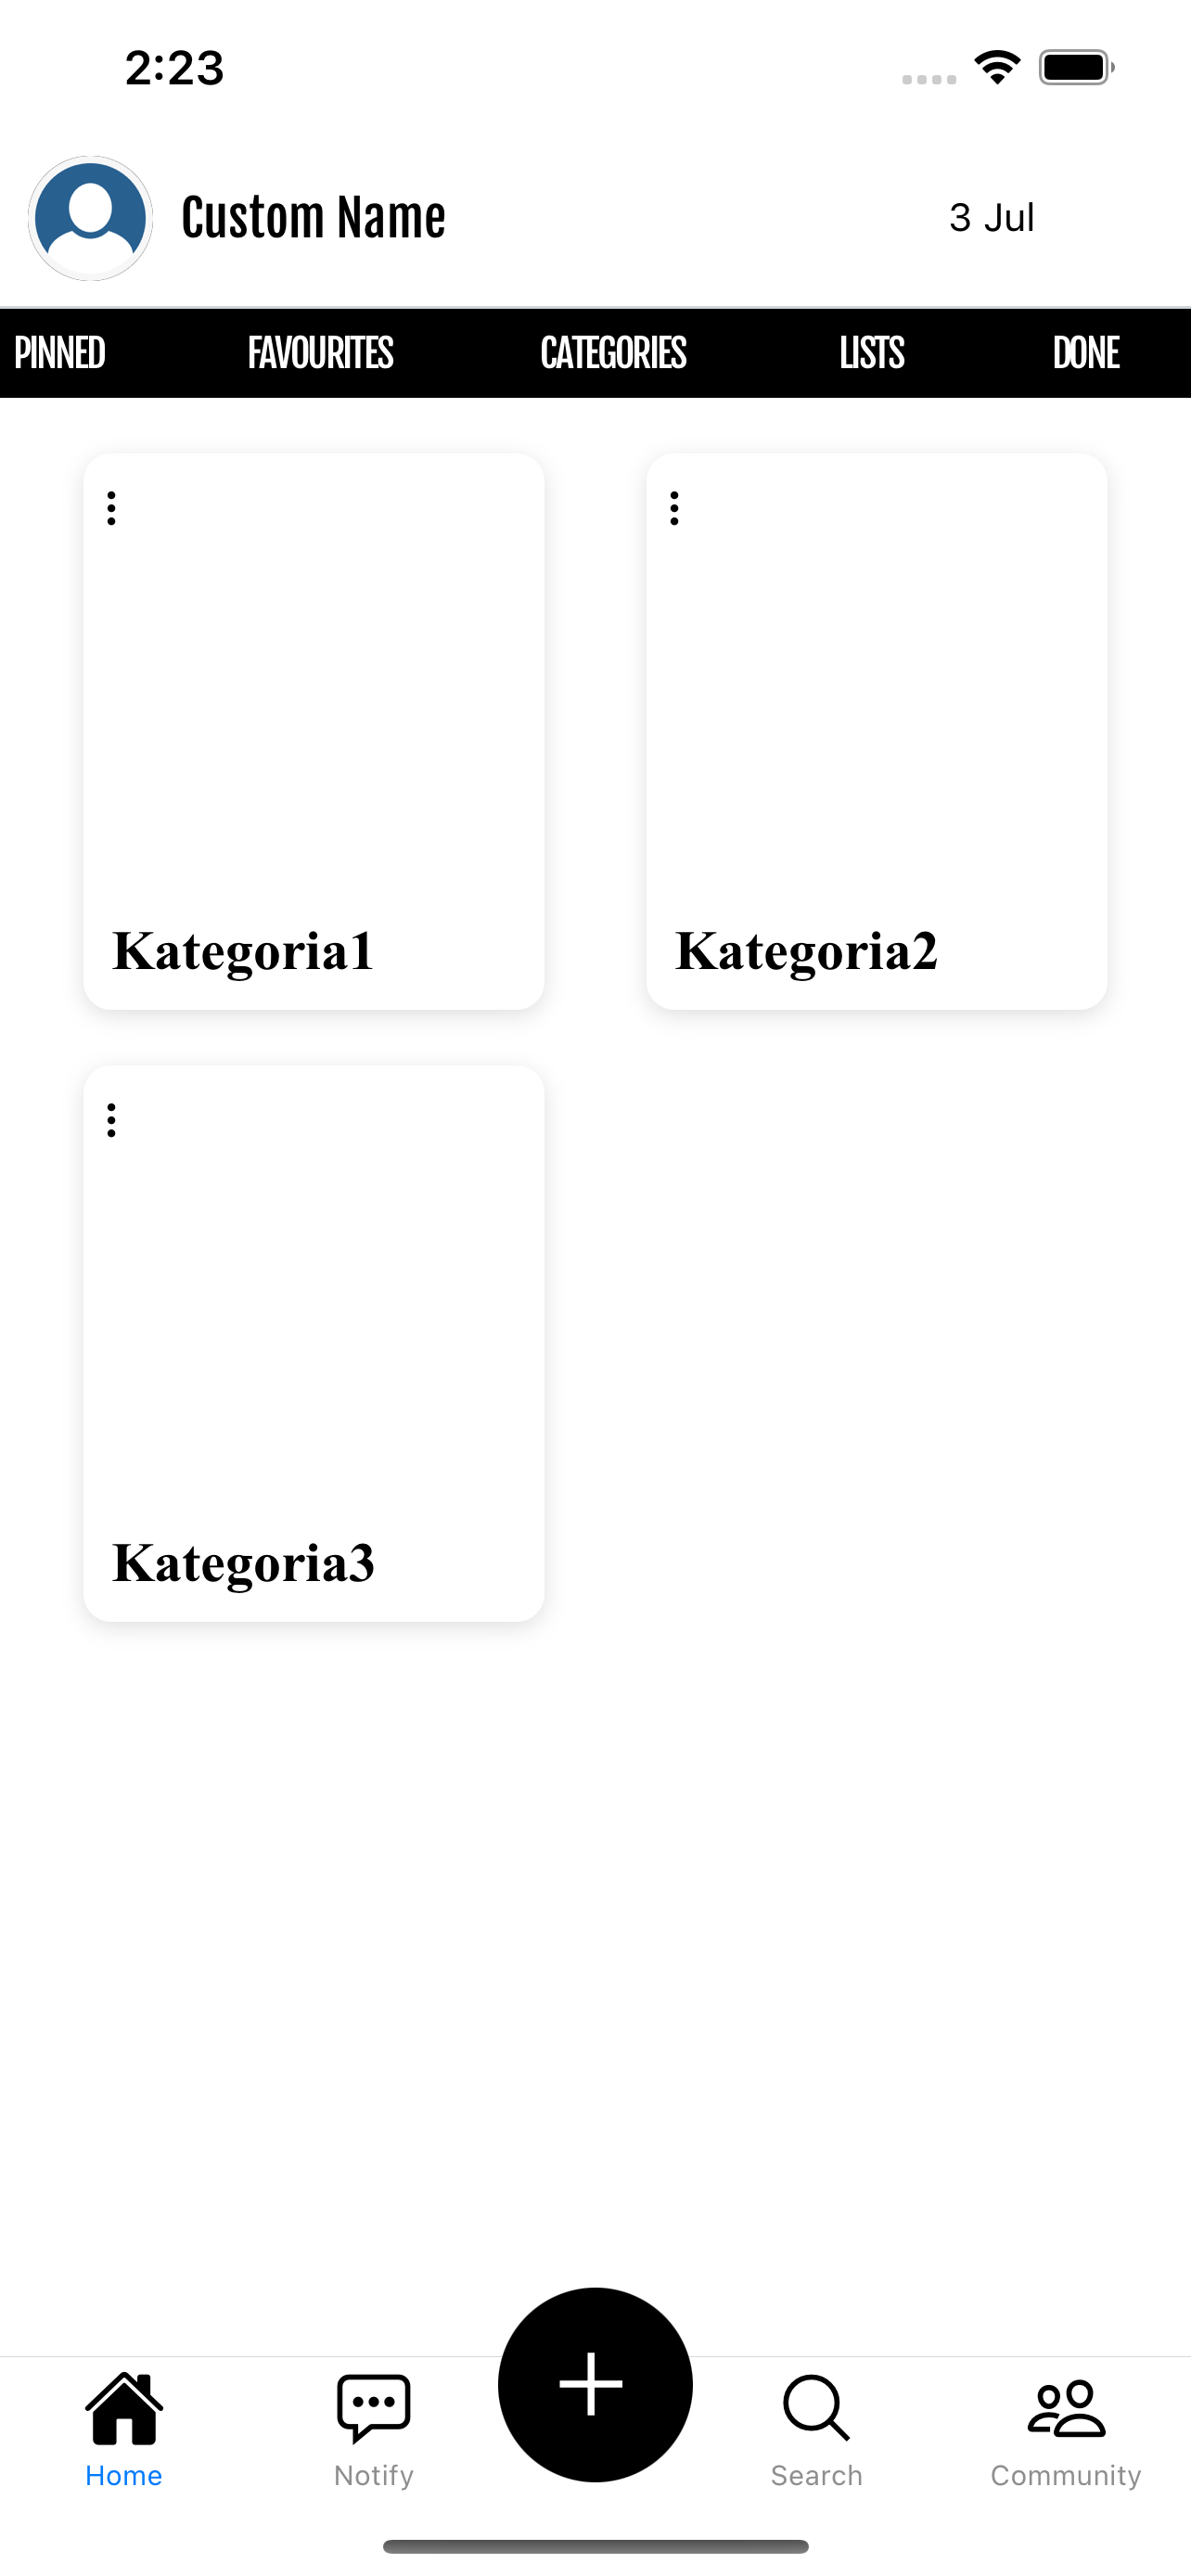 2:23
Custom Name
3 Jul
PINNED FAVOURITES CATEGORIES LISTS DONE
Kategoria1 Kategoria2
Kategoria3
Home Notify Search Community